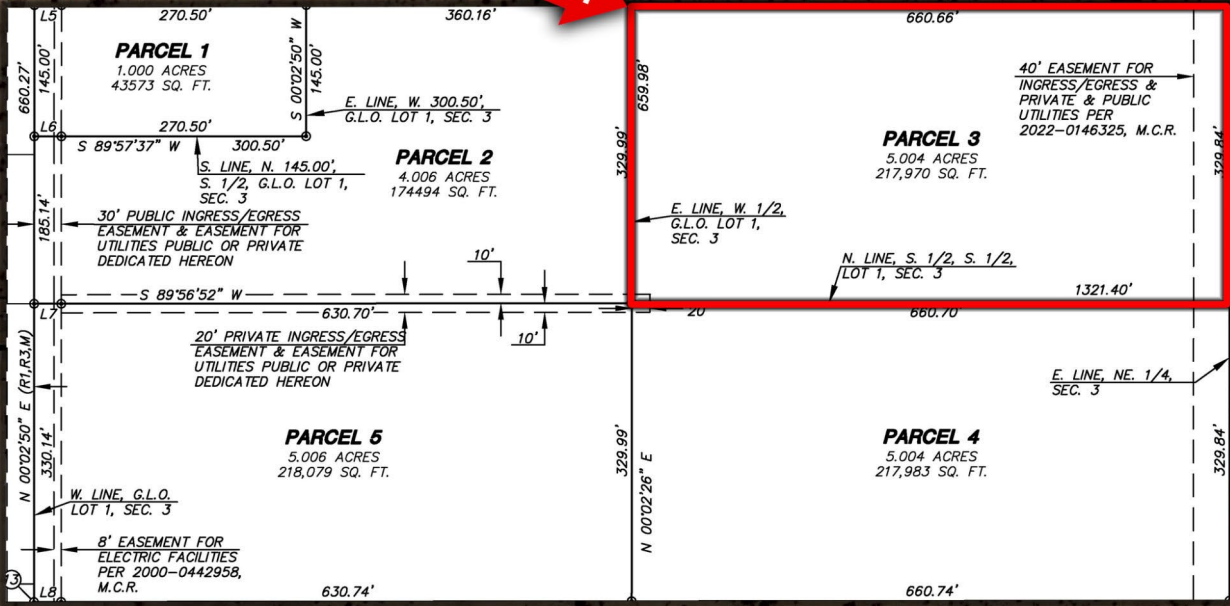 L5
270.50'
360.16'
660.66'
660.27'
145.00'
PARCEL 1
1.000 ACRES
43573 SQ. FT.
S 00°02'50" W
145.00'
E. LINE, W. 300.50',
G.L.O. LOT 1, SEC. 3
659.98'
329.99'
40' EASEMENT FOR
INGRESS/EGRESS &
PRIVATE & PUBLIC
UTILITIES PER
2022-0146325, M.C.R.
329.84'
L6
270.50'
S 89°57'37" W
300.50'
S. LINE, N. 145.00',
S. 1/2, G.L.O. LOT 1,
SEC. 3
PARCEL 2
4.006 ACRES
174494 SQ. FT.
PARCEL 3
5.004 ACRES
217,970 SQ. FT.
185.14'
30' PUBLIC INGRESS/EGRESS
EASEMENT & EASEMENT FOR
UTILITIES PUBLIC OR PRIVATE
DEDICATED HEREON
E. LINE, W. 1/2,
G.L.O. LOT 1,
SEC. 3
N. LINE, S. 1/2, S. 1/2,
LOT 1, SEC. 3
10'
S 89°56'52" W
1321.40'
L7
630.70'
20'
660.70'
20' PRIVATE INGRESS/EGRESS
EASEMENT & EASEMENT FOR
UTILITIES PUBLIC OR PRIVATE
DEDICATED HEREON
10'
N 00°02'50" E (R1,R3,M)
330.14'
E. LINE, NE. 1/4,
SEC. 3
PARCEL 5
5.006 ACRES
218,079 SQ. FT.
329.99'
N 00°02'26" E
PARCEL 4
5.004 ACRES
217,983 SQ. FT.
329.84'
W. LINE, G.L.O.
LOT 1, SEC. 3
8' EASEMENT FOR
ELECTRIC FACILITIES
PER 2000-0442958,
M.C.R.
13
L8
630.74'
660.74'